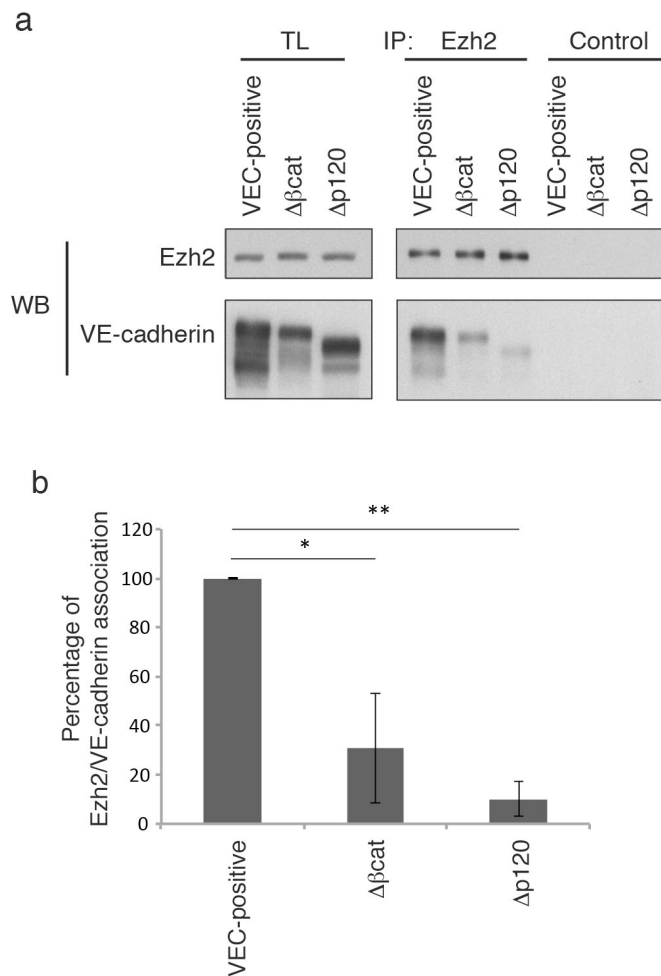 a
TL
IP: Ezh2 Control
VEC-positive
Δβcat
Δp120
VEC-positive
Δβcat
Δp120
VEC-positive
Δβcat
Δp120
WB
Ezh2
VE-cadherin
b
Percentage of
Ezh2/VE-cadherin association
120
100
80
60
40
20
0
**
*
VEC-positive
Δβcat
Δp120